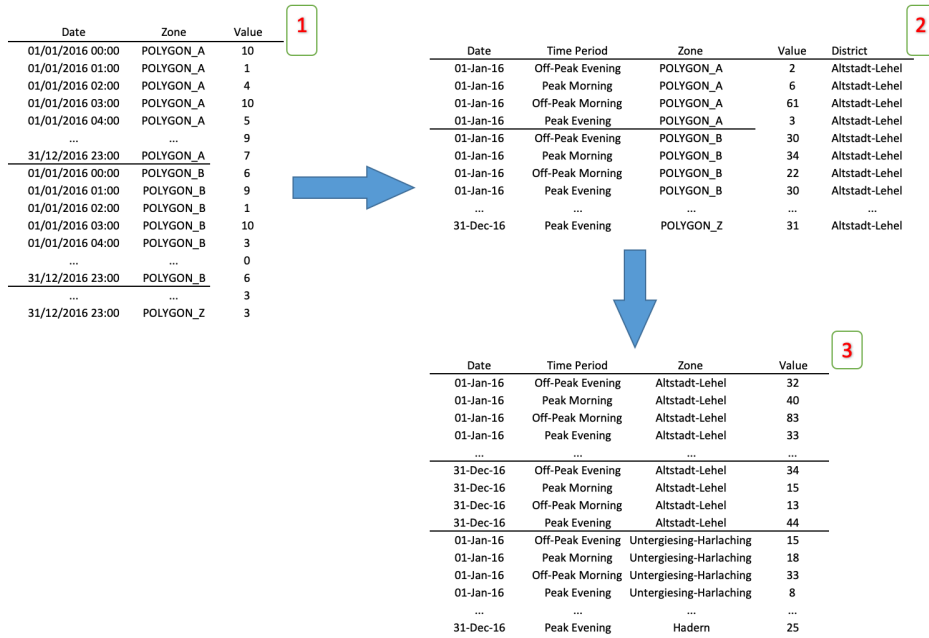 1
Date Zone Value
01/01/2016 00:00 POLYGON_A 10
01/01/2016 01:00 POLYGON_A 1
01/01/2016 02:00 POLYGON_A 4
01/01/2016 03:00 POLYGON_A 10
01/01/2016 04:00 POLYGON_A 5
... ... 9
31/12/2016 23:00 POLYGON_A 7
01/01/2016 00:00 POLYGON_B 6
01/01/2016 01:00 POLYGON_B 9
01/01/2016 02:00 POLYGON_B 1
01/01/2016 03:00 POLYGON_B 10
01/01/2016 04:00 POLYGON_B 3
... ... 0
31/12/2016 23:00 POLYGON_B 6
... ... 3
31/12/2016 23:00 POLYGON_Z 3
2
Date Time Period Zone Value District
01-Jan-16 Off-Peak Evening POLYGON_A 2 Altstadt-Lehel
01-Jan-16 Peak Morning POLYGON_A 6 Altstadt-Lehel
01-Jan-16 Off-Peak Morning POLYGON_A 61 Altstadt-Lehel
01-Jan-16 Peak Evening POLYGON_A 3 Altstadt-Lehel
01-Jan-16 Off-Peak Evening POLYGON_B 30 Altstadt-Lehel
01-Jan-16 Peak Morning POLYGON_B 34 Altstadt-Lehel
01-Jan-16 Off-Peak Morning POLYGON_B 22 Altstadt-Lehel
01-Jan-16 Peak Evening POLYGON_B 30 Altstadt-Lehel
... ... ... ... ...
31-Dec-16 Peak Evening POLYGON_Z 31 Altstadt-Lehel
3
Date Time Period Zone Value
01-Jan-16 Off-Peak Evening Altstadt-Lehel 32
01-Jan-16 Peak Morning Altstadt-Lehel 40
01-Jan-16 Off-Peak Morning Altstadt-Lehel 83
01-Jan-16 Peak Evening Altstadt-Lehel 33
... ... ... ...
31-Dec-16 Off-Peak Evening Altstadt-Lehel 34
31-Dec-16 Peak Morning Altstadt-Lehel 15
31-Dec-16 Off-Peak Morning Altstadt-Lehel 13
31-Dec-16 Peak Evening Altstadt-Lehel 44
01-Jan-16 Off-Peak Evening Untergiesing-Harlaching 15
01-Jan-16 Peak Morning Untergiesing-Harlaching 18
01-Jan-16 Off-Peak Morning Untergiesing-Harlaching 33
01-Jan-16 Peak Evening Untergiesing-Harlaching 8
... ... ... ...
31-Dec-16 Peak Evening Hadern 25